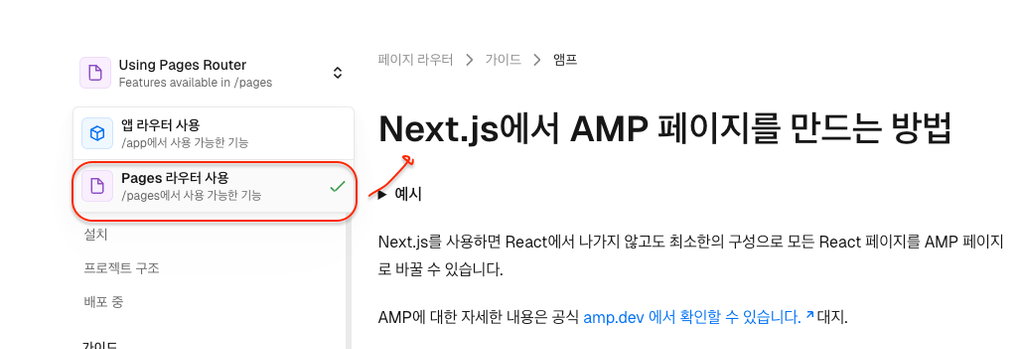 Using Pages Router
Features available in /pages
앱 라우터 사용
/app에서 사용 가능한 기능
Pages 라우터 사용
/pages에서 사용 가능한 기능
설치
프로젝트 구조
배포 중
가이드
페이지 라우터 > 가이드 > 앰프
Next.js에서 AMP 페이지를 만드는 방법
▶ 예시
Next.js를 사용하면 React에서 나가지 않고도 최소한의 구성으로 모든 React 페이지를 AMP 페이지
로 바꿀 수 있습니다.
AMP에 대한 자세한 내용은 공식 amp.dev 에서 확인할 수 있습니다. ↗대지.